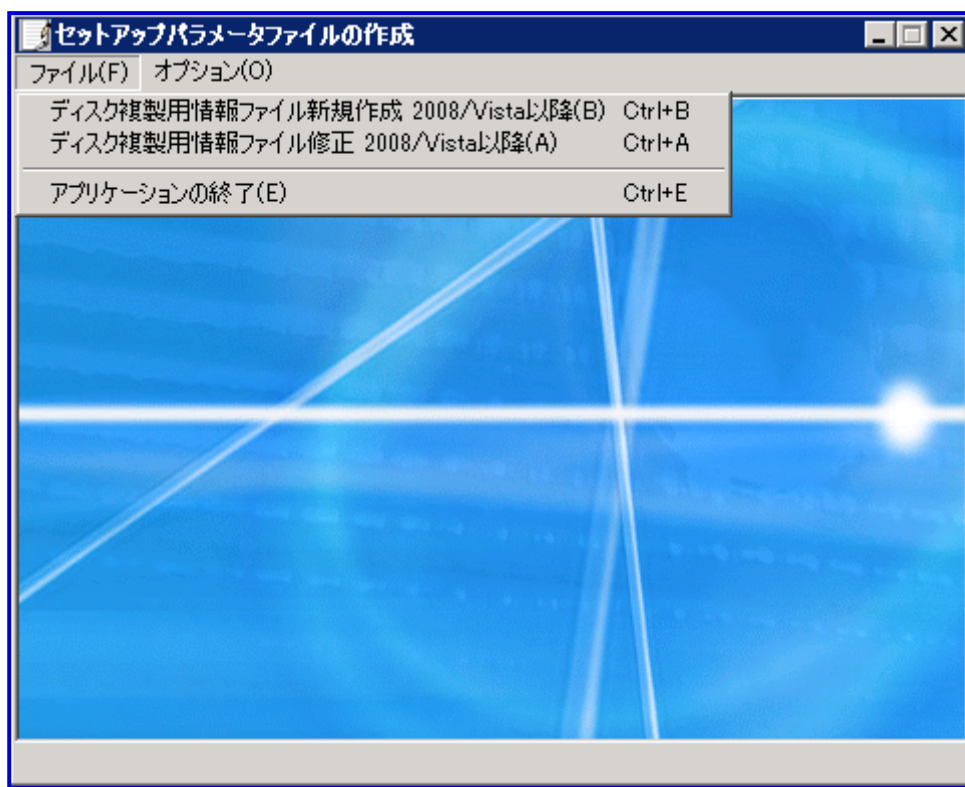 セットアップパラメータファイルの作成
ファイル(F) オプション(O)
ディスク複製用情報ファイル新規作成 2008/Vista以降(B) Ctrl+B
ディスク複製用情報ファイル修正 2008/Vista以降(A) Ctrl+A
アプリケーションの終了(E) Ctrl+E